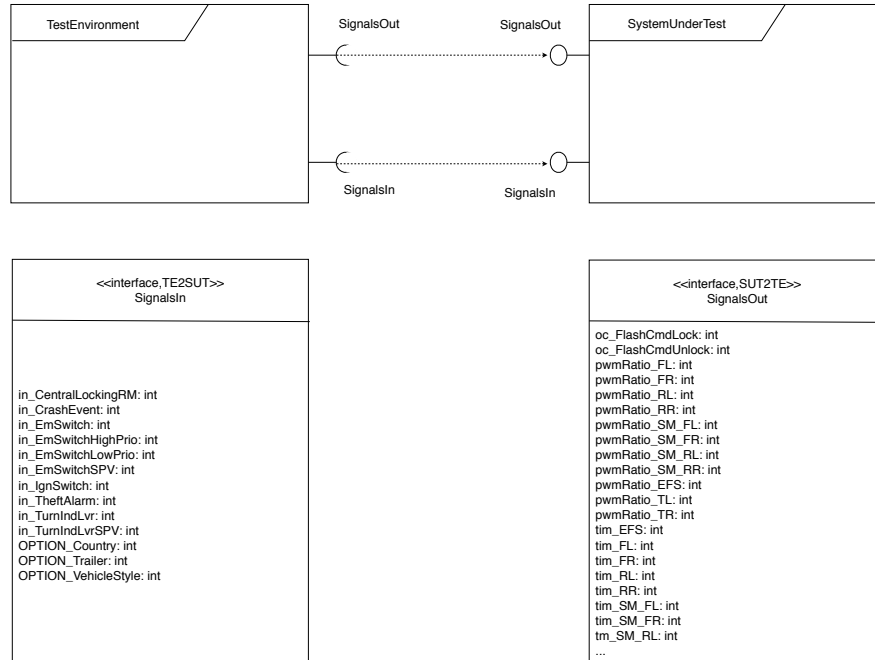 TestEnvironment
SignalsOut
SignalsOut
SystemUnderTest
SignalsIn
SignalsIn
<<interface,TE2SUT>>
SignalsIn
in_CentralLockingRM: int
in_CrashEvent: int
in_EmSwitch: int
in_EmSwitchHighPrio: int
in_EmSwitchLowPrio: int
in_EmSwitchSPV: int
in_IgnSwitch: int
in_TheftAlarm: int
in_TurnIndLvr: int
in_TurnIndLvrSPV: int
OPTION_Country: int
OPTION_Trailer: int
OPTION_VehicleStyle: int
<<interface,SUT2TE>>
SignalsOut
oc_FlashCmdLock: int
oc_FlashCmdUnlock: int
pwmRatio_FL: int
pwmRatio_FR: int
pwmRatio_RL: int
pwmRatio_RR: int
pwmRatio_SM_FL: int
pwmRatio_SM_FR: int
pwmRatio_SM_RL: int
pwmRatio_SM_RR: int
pwmRatio_EFS: int
pwmRatio_TL: int
pwmRatio_TR: int
tim_EFS: int
tim_FL: int
tim_FR: int
tim_RL: int
tim_RR: int
tim_SM_FL: int
tim_SM_FR: int
tm_SM_RL: int
...